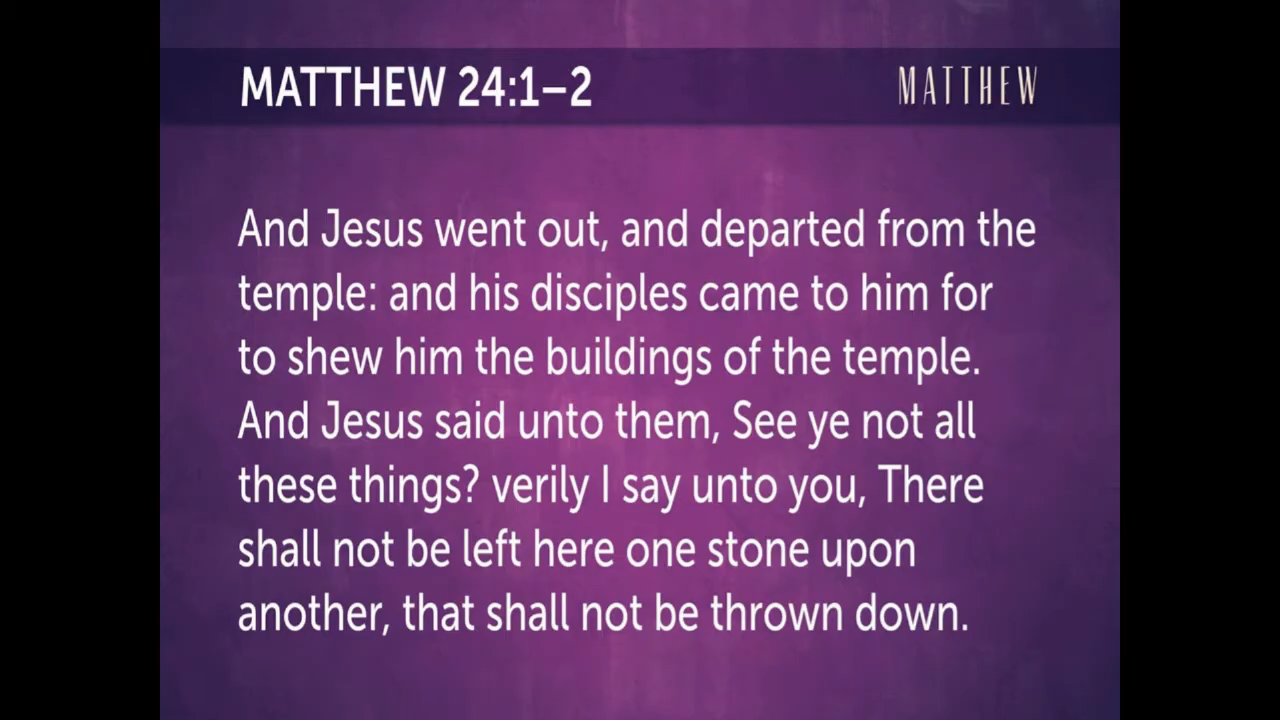 MATTHEW 24:1–2
MATTHEW
And Jesus went out, and departed from the
temple: and his disciples came to him for
to shew him the buildings of the temple.
And Jesus said unto them, See ye not all
these things? verily I say unto you, There
shall not be left here one stone upon
another, that shall not be thrown down.